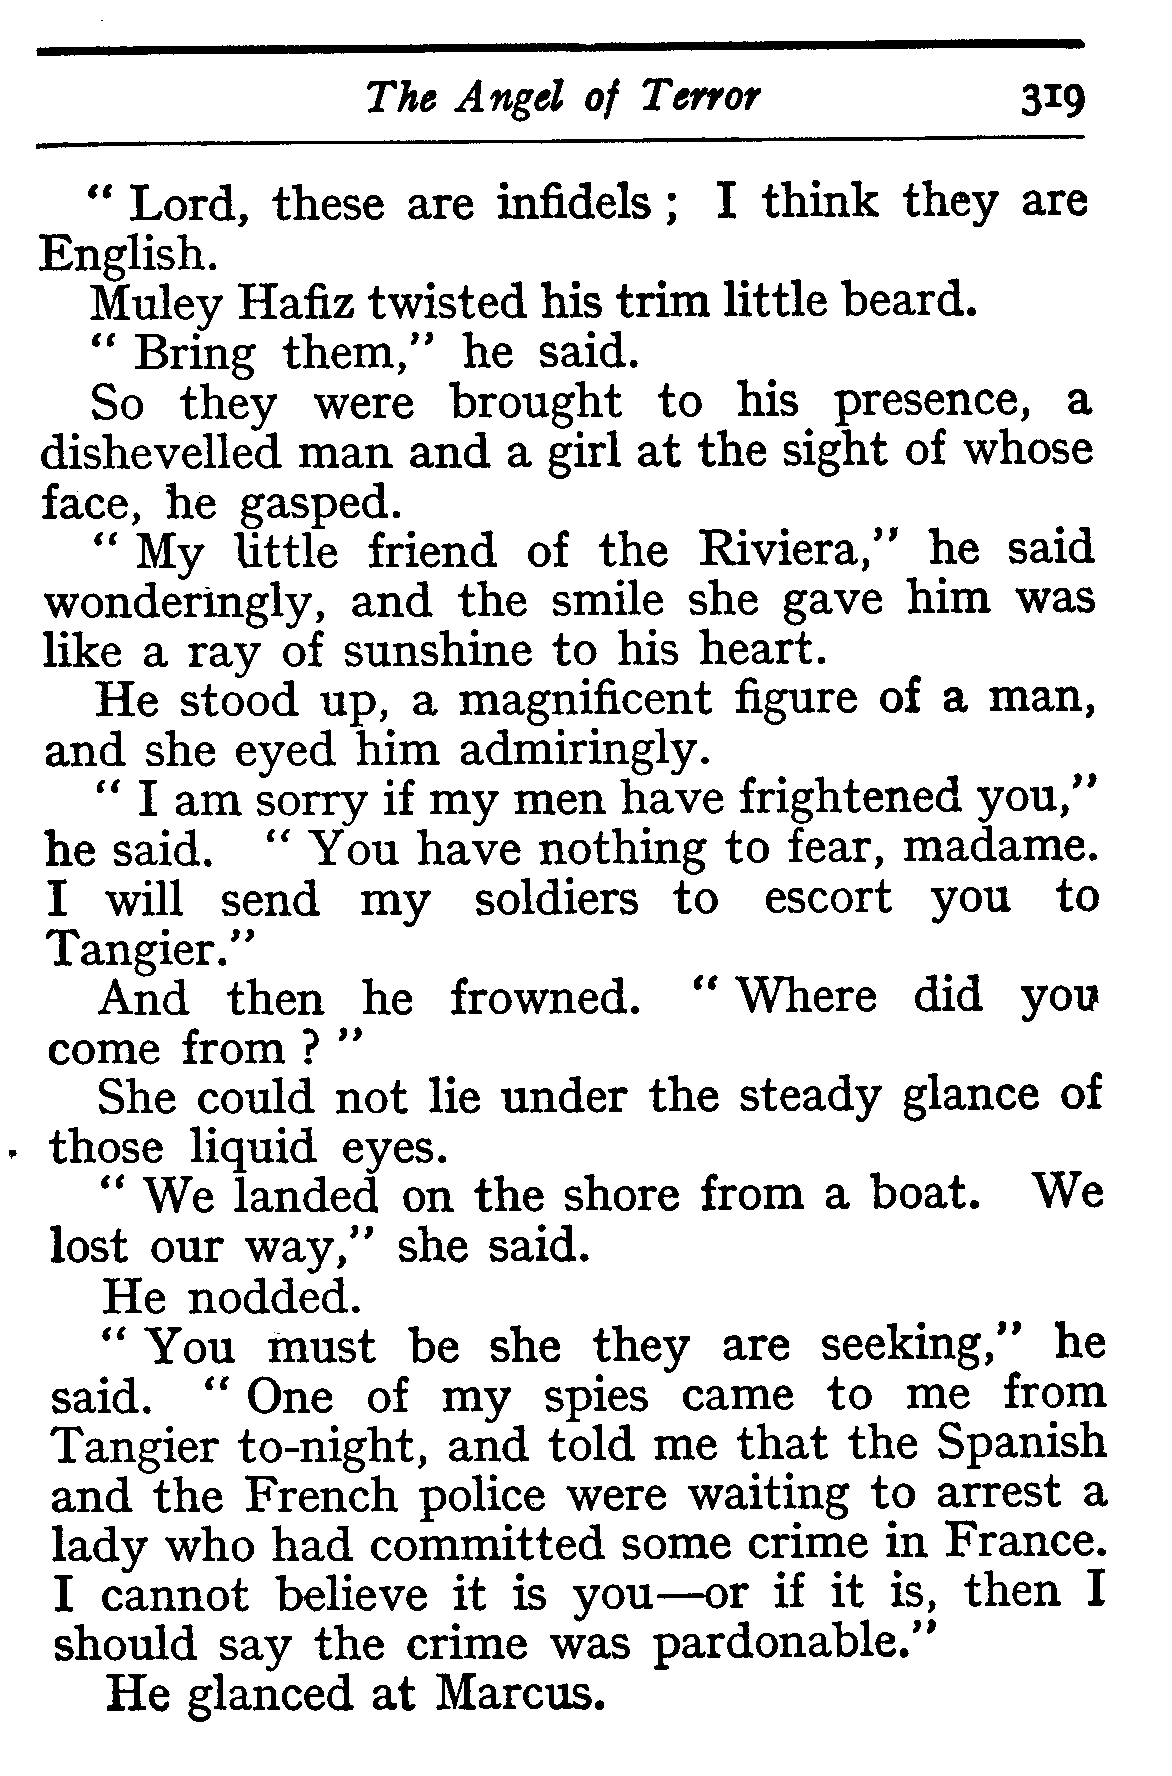 The Angel of Terror 319
“ Lord, these are infidels ; I think they are
English.
Muley Hafiz twisted his trim little beard.
“ Bring them,” he said.
So they were brought to his presence, a
dishevelled man and a girl at the sight of whose
face, he gasped.
“ My little friend of the Riviera,” he said
wonderingly, and the smile she gave him was
like a ray of sunshine to his heart.
He stood up, a magnificent figure of a man,
and she eyed him admiringly.
“ I am sorry if my men have frightened you,”
he said. “ You have nothing to fear, madame.
I will send my soldiers to escort you to
Tangier.”
And then he frowned. “ Where did you
come from ? ”
She could not lie under the steady glance of
those liquid eyes.
“ We landed on the shore from a boat. We
lost our way,” she said.
He nodded.
“ You must be she they are seeking,” he
said. “ One of my spies came to me from
Tangier to-night, and told me that the Spanish
and the French police were waiting to arrest a
lady who had committed some crime in France.
I cannot believe it is you—or if it is, then I
should say the crime was pardonable.”
He glanced at Marcus.